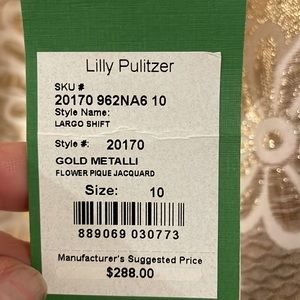 Lilly Pulitzer
SKU #
20170 962NA6 10
Style Name:
LARGO SHIFT
Style #: 20170
GOLD METALLI
FLOWER PIQUE JACQUARD
Size: 10
889069 030773
Manufacturer's Suggested Price
$288.00